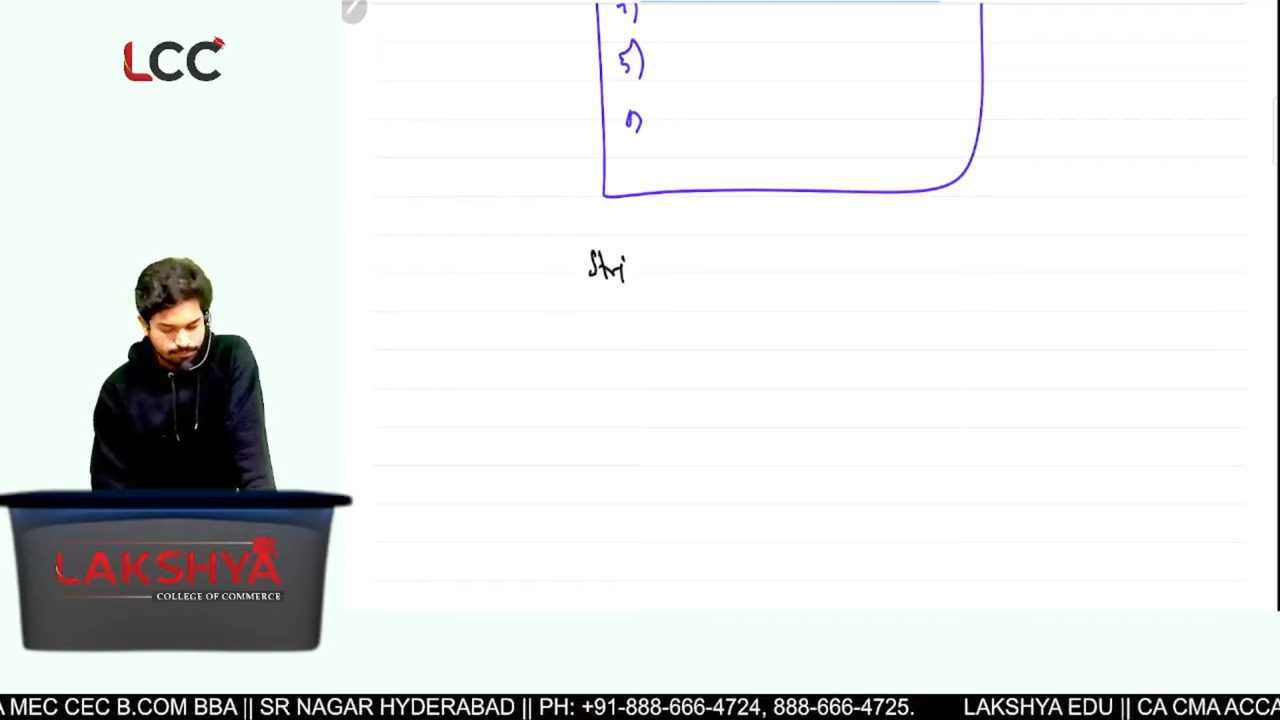 LCC
5)
Stri
LAKSHYA
COLLEGE OF COMMERCE
A MEC CEC B.COM BBA || SR NAGAR HYDERABAD || PH: +91-888-666-4724, 888-666-4725. LAKSHYA EDU || CA CMA ACCA